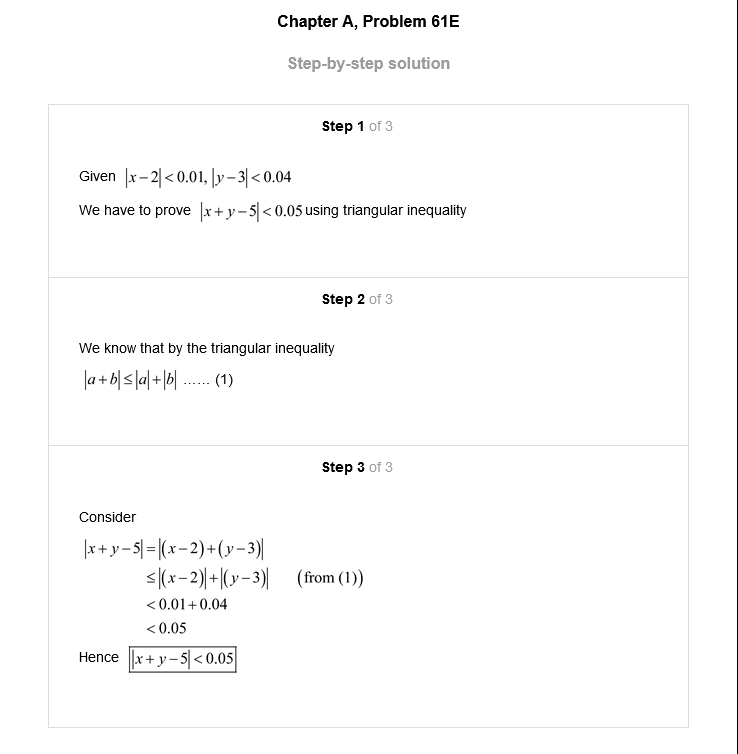 Chapter A, Problem 61E
Step-by-step solution
Step 1 of 3
Given |x−2|<0.01, |y−3|<0.04
We have to prove |x+y−5|<0.05 using triangular inequality
Step 2 of 3
We know that by the triangular inequality
|a+b|≤|a|+|b| ...... (1)
Step 3 of 3
Consider
|x+y−5|=|(x−2)+(y−3)|
≤|(x−2)|+|(y−3)| (from (1))
<0.01+0.04
<0.05
Hence |x+y−5|<0.05